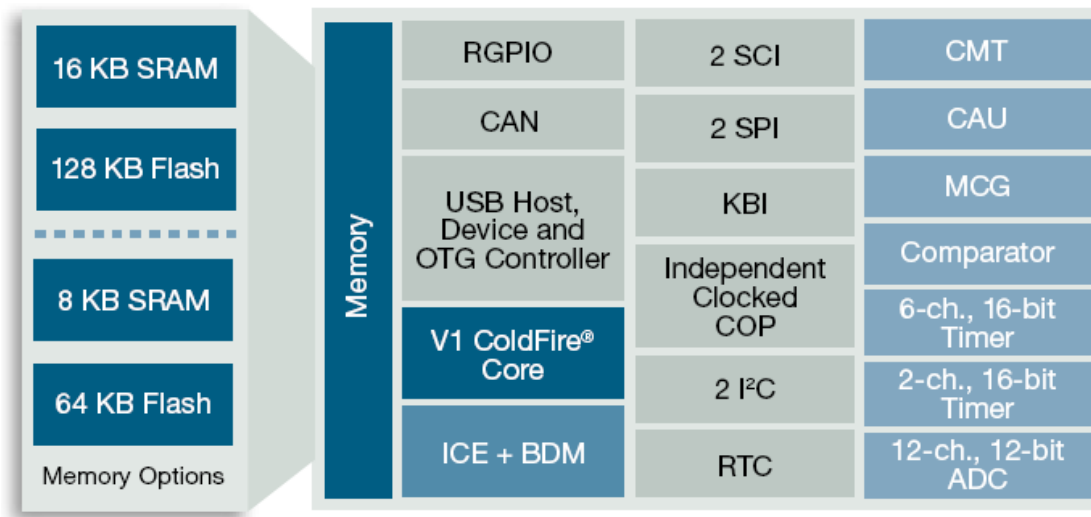 16 KB SRAM
128 KB Flash
8 KB SRAM
64 KB Flash
Memory Options
Memory
RGPIO
CAN
USB Host,
Device and
OTG Controller
V1 ColdFire®
Core
ICE + BDM
2 SCI
2 SPI
KBI
Independent
Clocked
COP
2 I²C
RTC
CMT
CAU
MCG
Comparator
6-ch., 16-bit
Timer
2-ch., 16-bit
Timer
12-ch., 12-bit
ADC